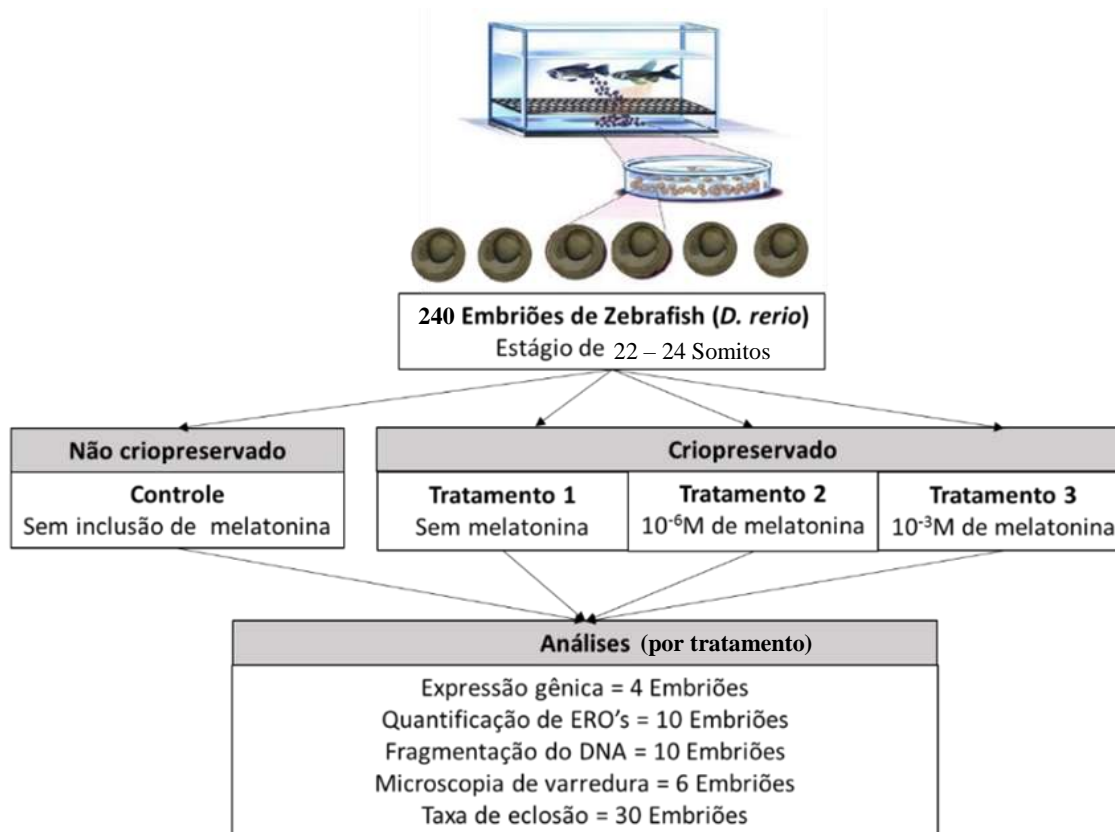 240 Embriões de Zebrafish (D. rerio)
Estágio de 22 – 24 Somitos
Não criopreservado
Controle
Sem inclusão de melatonina
Criopreservado
Tratamento 1
Sem melatonina
Tratamento 2
10⁻⁶M de melatonina
Tratamento 3
10⁻³M de melatonina
Análises (por tratamento)
Expressão gênica = 4 Embriões
Quantificação de ERO's = 10 Embriões
Fragmentação do DNA = 10 Embriões
Microscopia de varredura = 6 Embriões
Taxa de eclosão = 30 Embriões